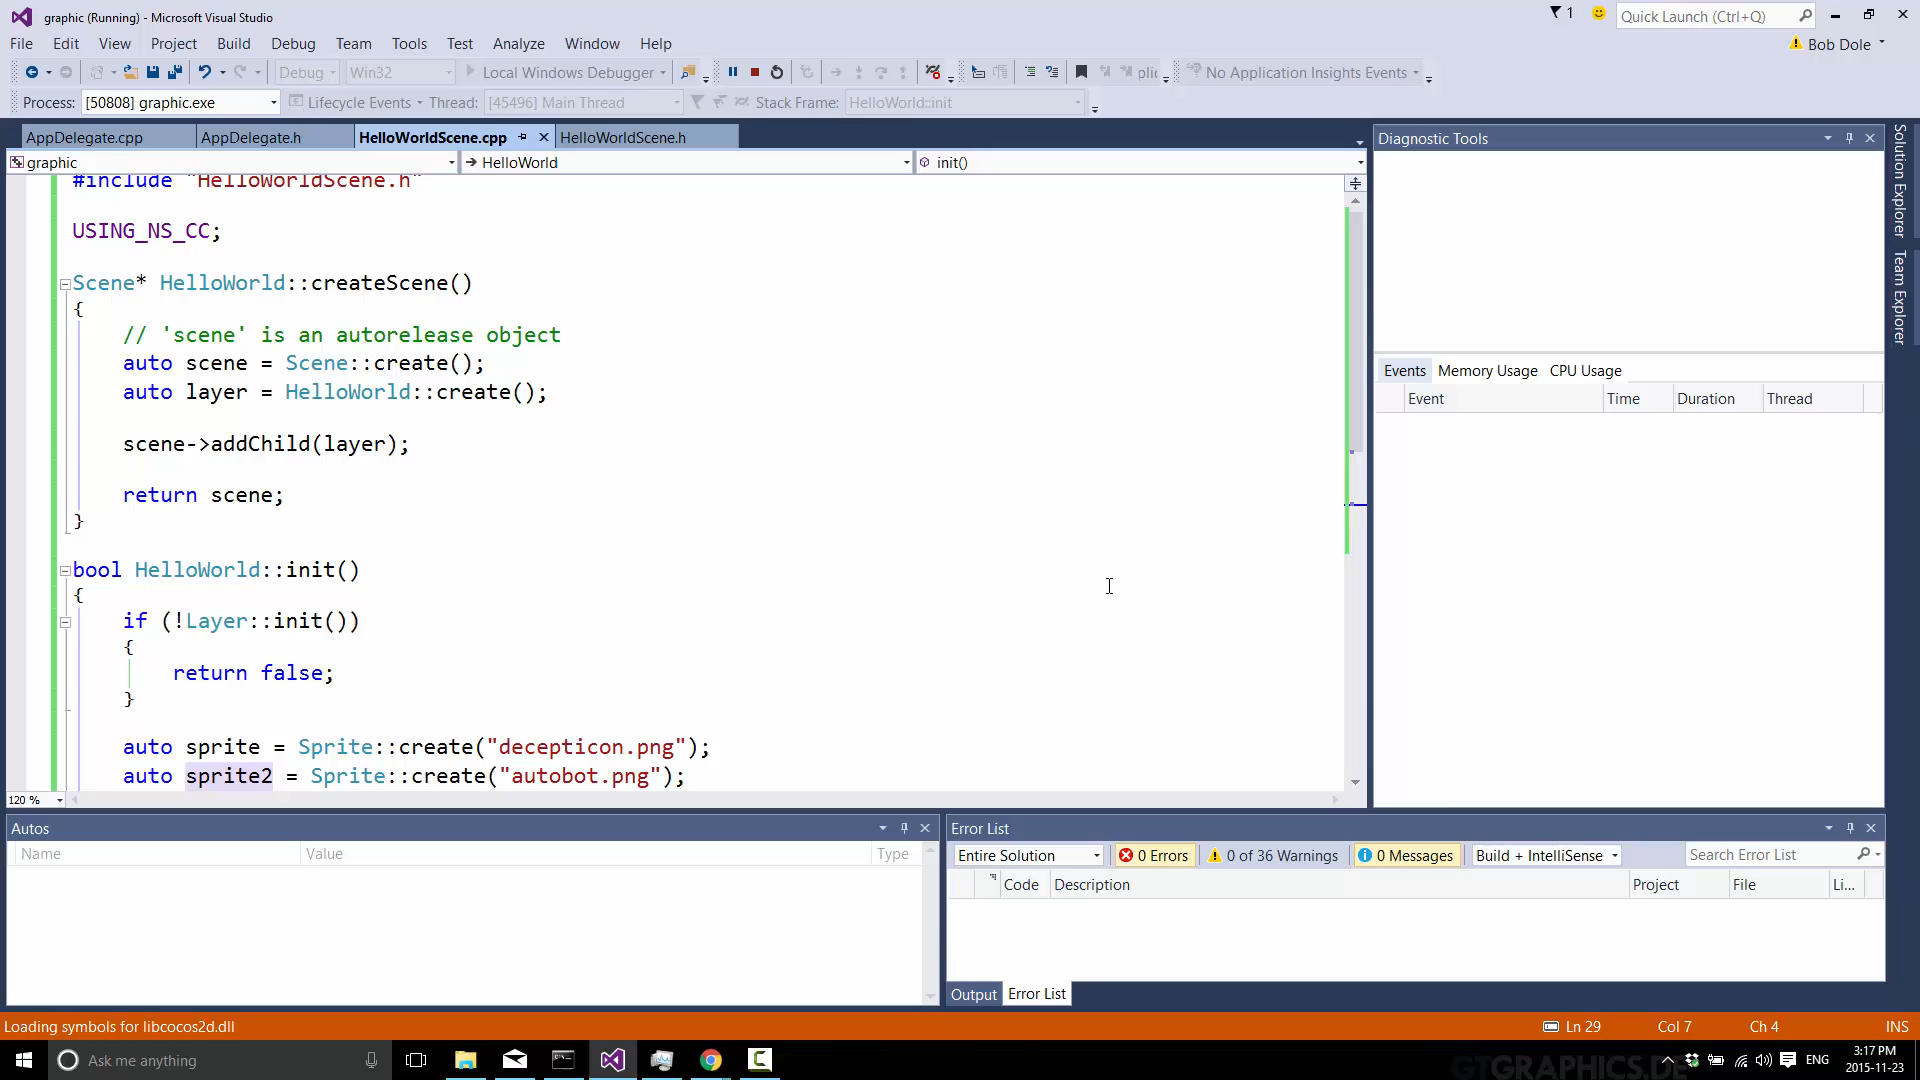 graphic (Running) - Microsoft Visual Studio
1
Quick Launch (Ctrl+Q)
File Edit View Project Build Debug Team Tools Test Analyze Window Help
Bob Dole
Debug Win32 Local Windows Debugger No Application Insights Events
Process: [50808] graphic.exe Lifecycle Events Thread: [45496] Main Thread Stack Frame: HelloWorld::init
AppDelegate.cpp AppDelegate.h HelloWorldScene.cpp HelloWorldScene.h
graphic HelloWorld init()
#include "HelloWorldScene.h"
USING_NS_CC;
Scene* HelloWorld::createScene()
{
// 'scene' is an autorelease object
auto scene = Scene::create();
auto layer = HelloWorld::create();
scene->addChild(layer);
return scene;
}
bool HelloWorld::init()
{
if (!Layer::init())
{
return false;
}
auto sprite = Sprite::create("decepticon.png");
auto sprite2 = Sprite::create("autobot.png");
120 %
Diagnostic Tools
Events Memory Usage CPU Usage
Event Time Duration Thread
Solution Explorer
Team Explorer
Autos
Name Value Type
Error List
Entire Solution 0 Errors 0 of 36 Warnings 0 Messages Build + IntelliSense Search Error List
Code Description Project File Li...
Output Error List
Loading symbols for libcocos2d.dll Ln 29 Col 7 Ch 4 INS
Ask me anything
ENG
3:17 PM
2015-11-23
GTGRAPHICS.DE